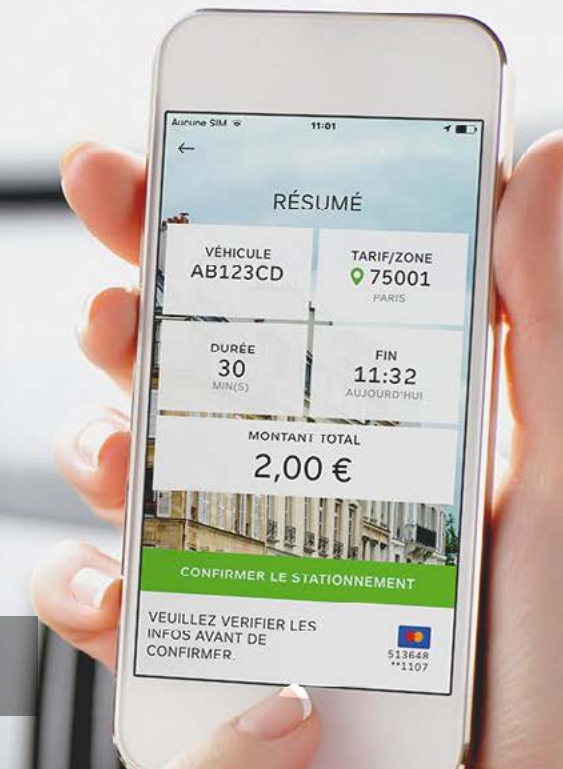 Aucune SIM 11:01
←
RÉSUMÉ
VÉHICULE
AB123CD
TARIF/ZONE
75001
PARIS
DURÉE
30
MIN(S)
FIN
11:32
AUJOURD'HUI
MONTANT TOTAL
2,00 €
CONFIRMER LE STATIONNEMENT
VEUILLEZ VERIFIER LES
INFOS AVANT DE
CONFIRMER.
513648
**1107